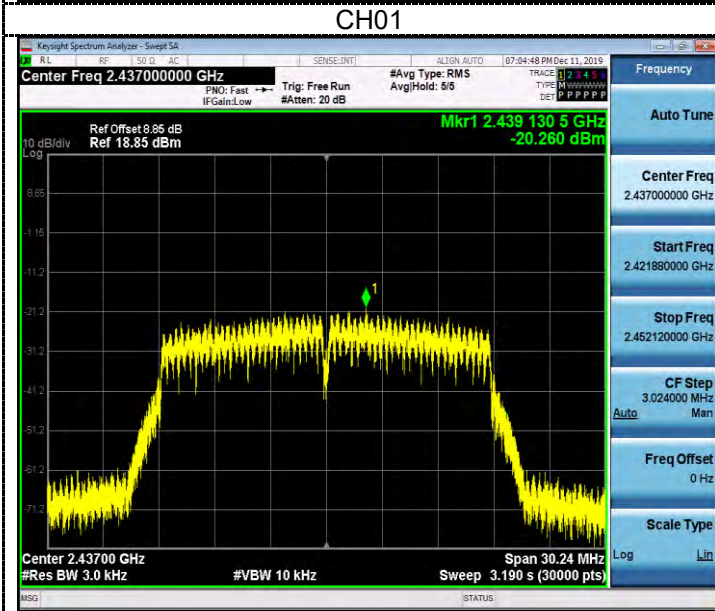 CH01
Keysight Spectrum Analyzer - Swept SA
RL RF 50 Ω AC SENSE:INT ALIGN AUTO 07:04:48 PM Dec 11, 2019
Center Freq 2.437000000 GHz
PNO: Fast
IFGain:Low
Trig: Free Run
#Atten: 20 dB
#Avg Type: RMS
Avg|Hold: 5/5
TRACE 1 2 3 4 5 6
TYPE M WWWWW
DET P P P P P P
Frequency
Ref Offset 8.85 dB
10 dB/div Ref 18.85 dBm
Log
Mkr1 2.439 130 5 GHz
-20.260 dBm
Auto Tune
8.85
-1.15
-11.2
-21.2
-31.2
-41.2
-51.2
-61.2
-71.2
1
Center Freq
2.437000000 GHz
Start Freq
2.421880000 GHz
Stop Freq
2.452120000 GHz
CF Step
3.024000 MHz
Auto Man
Freq Offset
0 Hz
Scale Type
Log Lin
Center 2.43700 GHz Span 30.24 MHz
#Res BW 3.0 kHz #VBW 10 kHz Sweep 3.190 s (30000 pts)
MSG STATUS